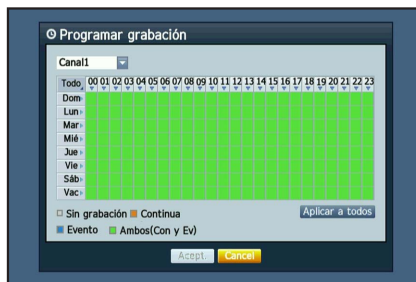 Programar grabación
Canal1
Todo 00 01 02 03 04 05 06 07 08 09 10 11 12 13 14 15 16 17 18 19 20 21 22 23
Dom
Lun
Mar
Mié
Jue
Vie
Sáb
Vac
Sin grabación Continua Aplicar a todos
Evento Ambos(Con y Ev)
Acept. Cancel